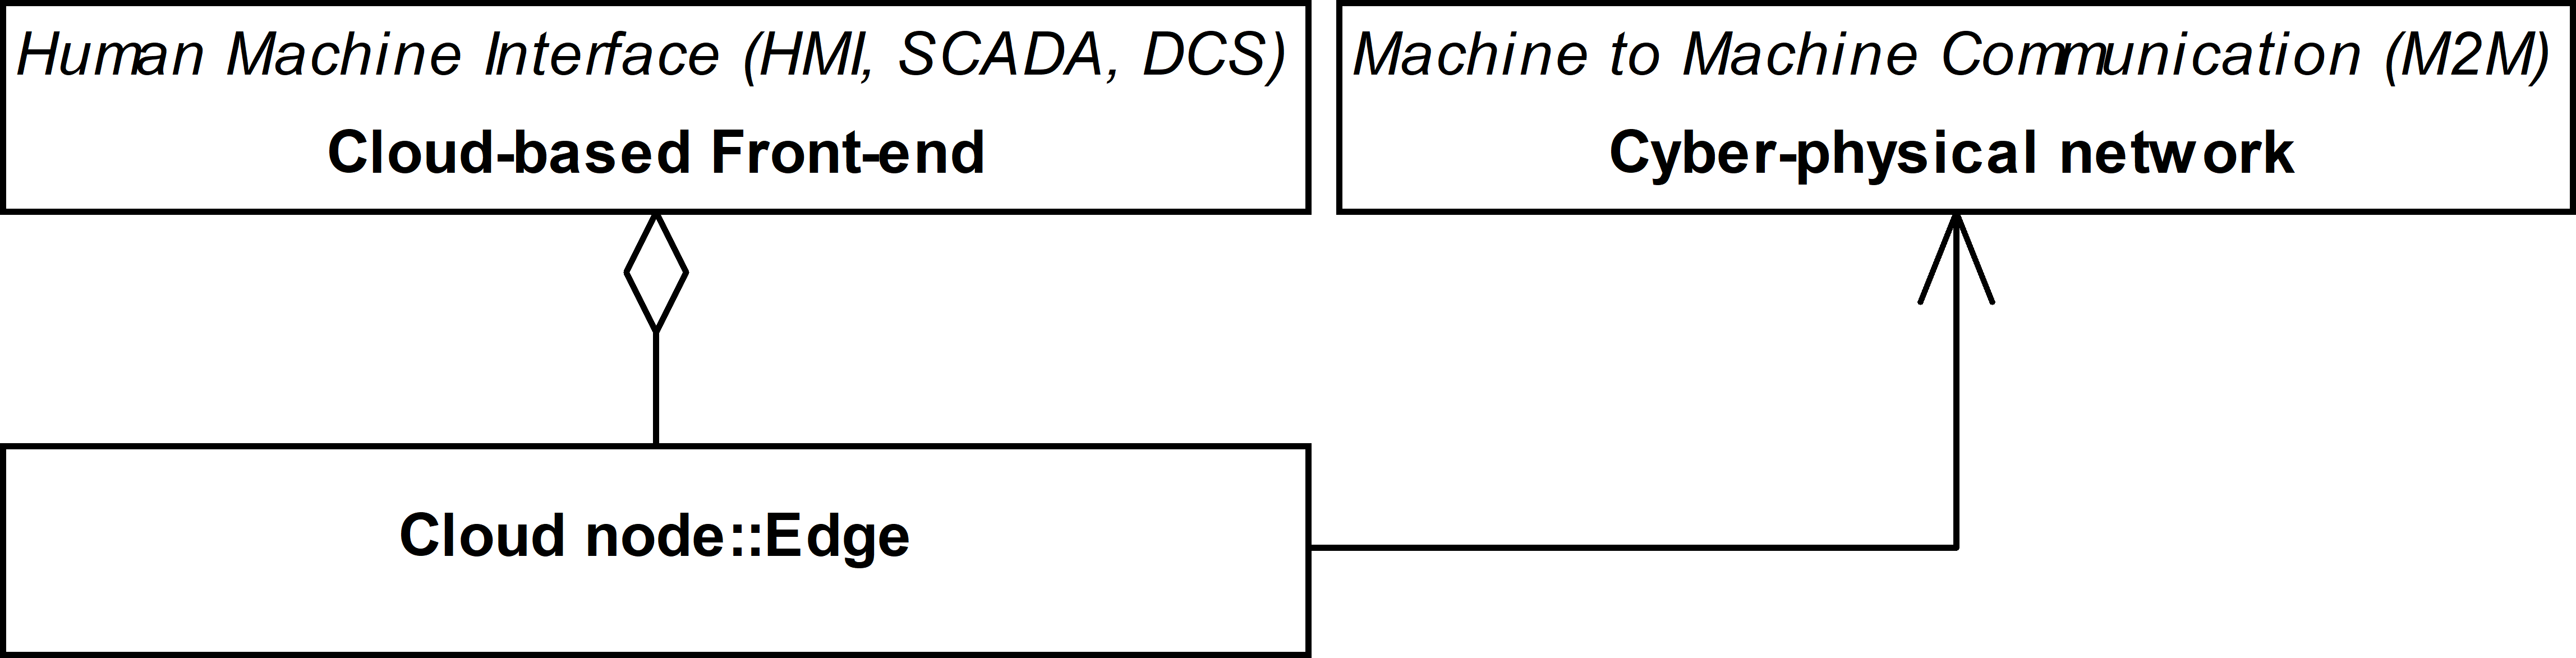 Human Machine Interface (HMI, SCADA, DCS)
Cloud-based Front-end
Machine to Machine Communication (M2M)
Cyber-physical network
Cloud node::Edge